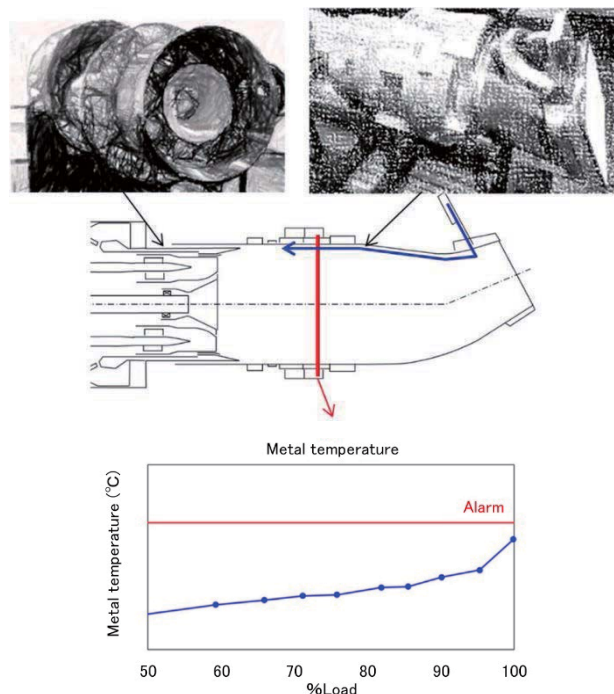 Metal temperature
Metal temperature (℃)
Alarm
50 60 70 80 90 100
%Load